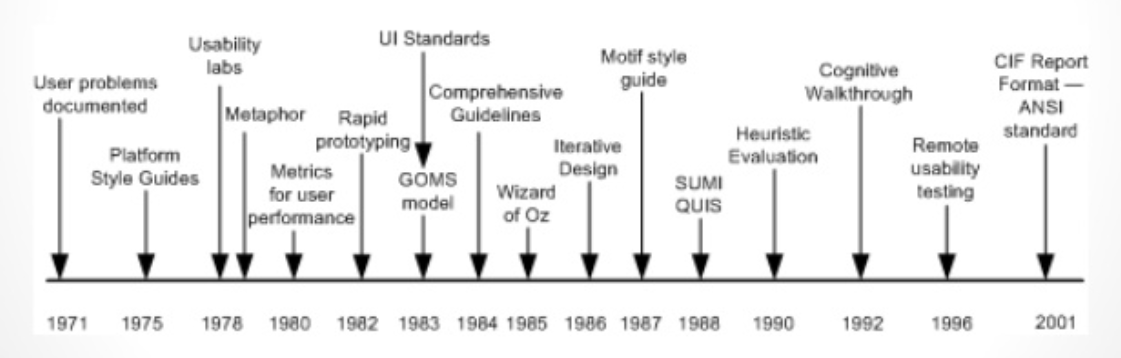 User problems
documented
Platform
Style Guides
Usability
labs
Metaphor
Metrics
for user
performance
Rapid
prototyping
UI Standards
GOMS
model
Comprehensive
Guidelines
Wizard
of Oz
Iterative
Design
Motif style
guide
SUMI
QUIS
Heuristic
Evaluation
Cognitive
Walkthrough
Remote
usability
testing
CIF Report
Format —
ANSI
standard
1971 1975 1978 1980 1982 1983 1984 1985 1986 1987 1988 1990 1992 1996 2001